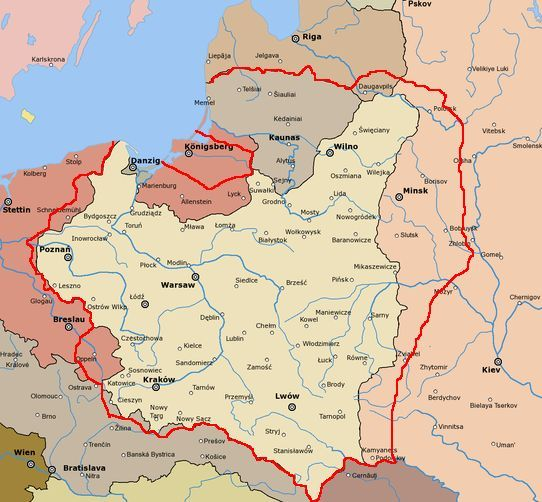 Pskov
Karlskrona
Riga
Liepāja
Jelgava
Velikiye Luki
Daugavpils
Telšiai
Šiauliai
Memel
Polotsk
Kėdainiai
Vitebsk
Smolensk
Święciany
Kaunas
Wilno
Königsberg
Orsha
Stolp
Danzig
Alytus
Kolberg
Oszmiana
Wilejka
Borisov
Sejny
Marienburg
Suwałki
Minsk
Lyck
Lida
Allenstein
Grodno
Stettin
Schneidemühl
Grudziądz
Mosty
Nowogródek
Bydgoszcz
Toruń
Mława
Łomża
Wołkowysk
Bobruysk
Inowrocław
Białystok
Baranowicze
Slutsk
Zhlobin
Poznań
Gomel
Płock
Modlin
Mikaszewicze
Warsaw
Siedlce
Brześć
Pińsk
Leszno
Mozyr
Glogau
Łódź
Chernigov
Ostrów Wlkp.
Dęblin
Maniewicze
Sarny
Breslau
Lublin
Chełm
Kowel
Częstochowa
Kielce
Włodzimierz
Hradec
Králové
Oppeln
Sandomierz
Łuck
Równe
Zviahel
Zamość
Zhytomir
Kiev
Sosnowiec
Katowice
Kraków
Tarnów
Brody
Ostrava
Przemyśl
Berdychov
Olomouc
Cieszyn
Lwów
Bielaya Tserkov
Nowy
Targ
Nowy Sącz
Tarnopol
Brno
Vinnitsa
Žilina
Stryj
Trenčín
Prešov
Uman'
Kamyanets
Podolskiy
Wien
Banská Bystrica
Košice
Stanisławów
Bratislava
Nitra
Cernăuţi